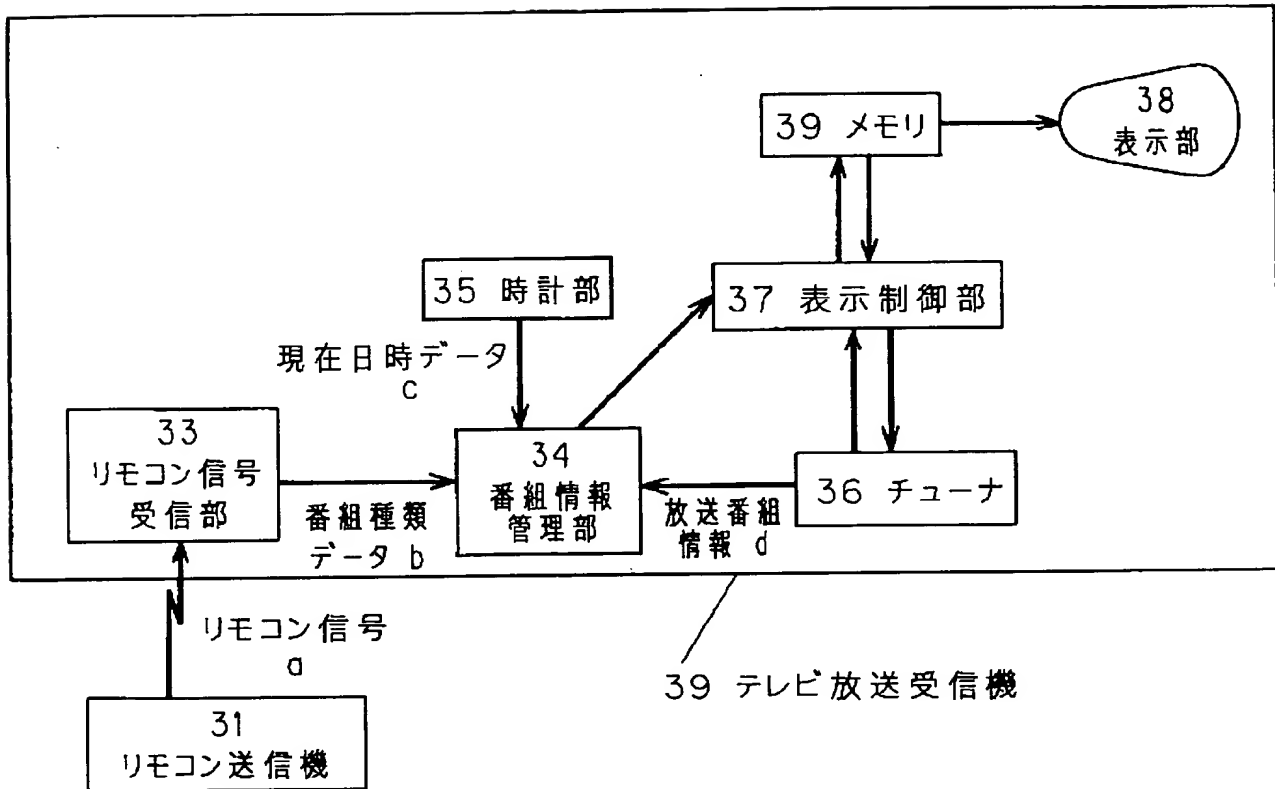 38
表示部
39 メモリ
35 時計部
37 表示制御部
現在日時データ
c
33
リモコン信号
受信部
番組種類
データ b
34
番組情報
管理部
放送番組
情報 d
36 チューナ
リモコン信号
a
39 テレビ放送受信機
31
リモコン送信機